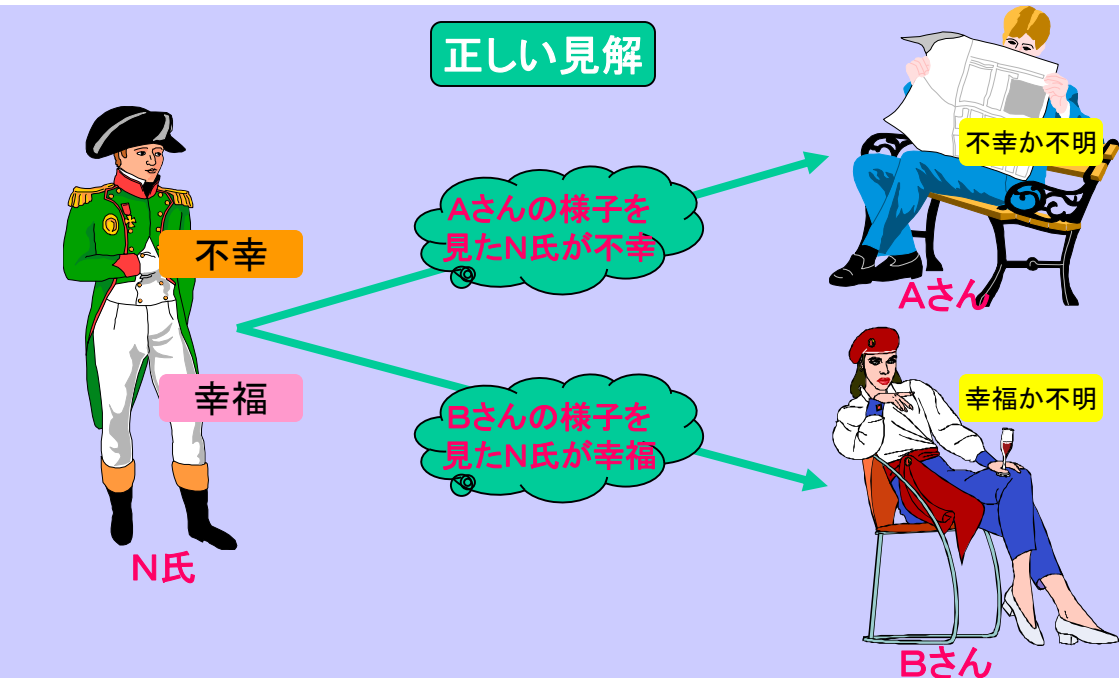 正しい見解
不幸か不明
Aさんの様子を
見たN氏が不幸
不幸
Aさん
幸福
幸福か不明
Bさんの様子を
見たN氏が幸福
N氏
Bさん